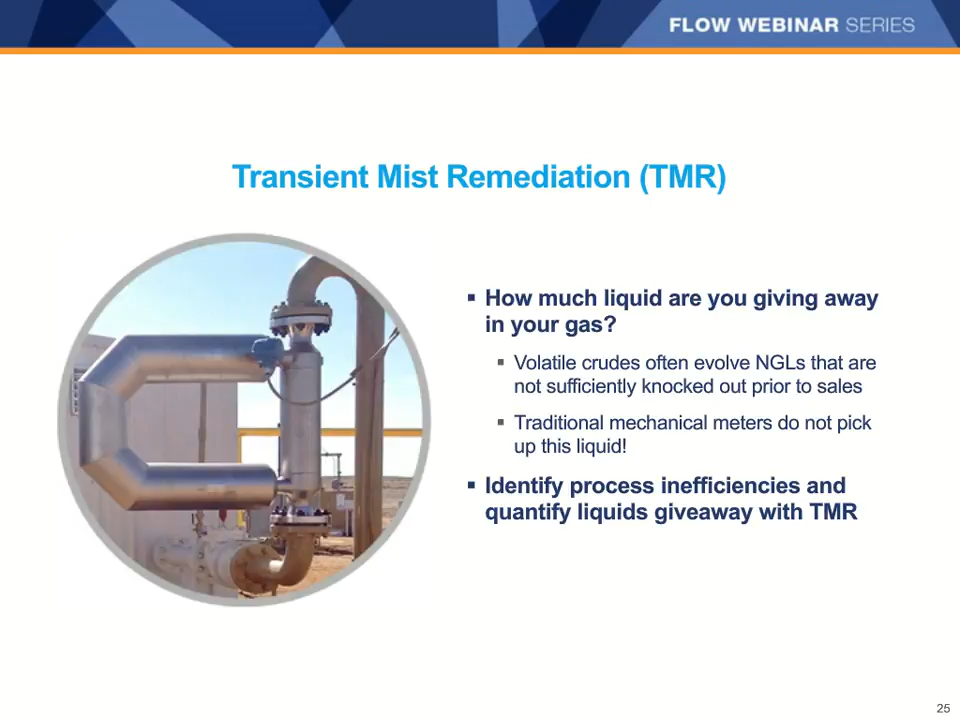 FLOW WEBINAR SERIES
Transient Mist Remediation (TMR)
▪ How much liquid are you giving away
in your gas?
▪ Volatile crudes often evolve NGLs that are
not sufficiently knocked out prior to sales
▪ Traditional mechanical meters do not pick
up this liquid!
▪ Identify process inefficiencies and
quantify liquids giveaway with TMR
25